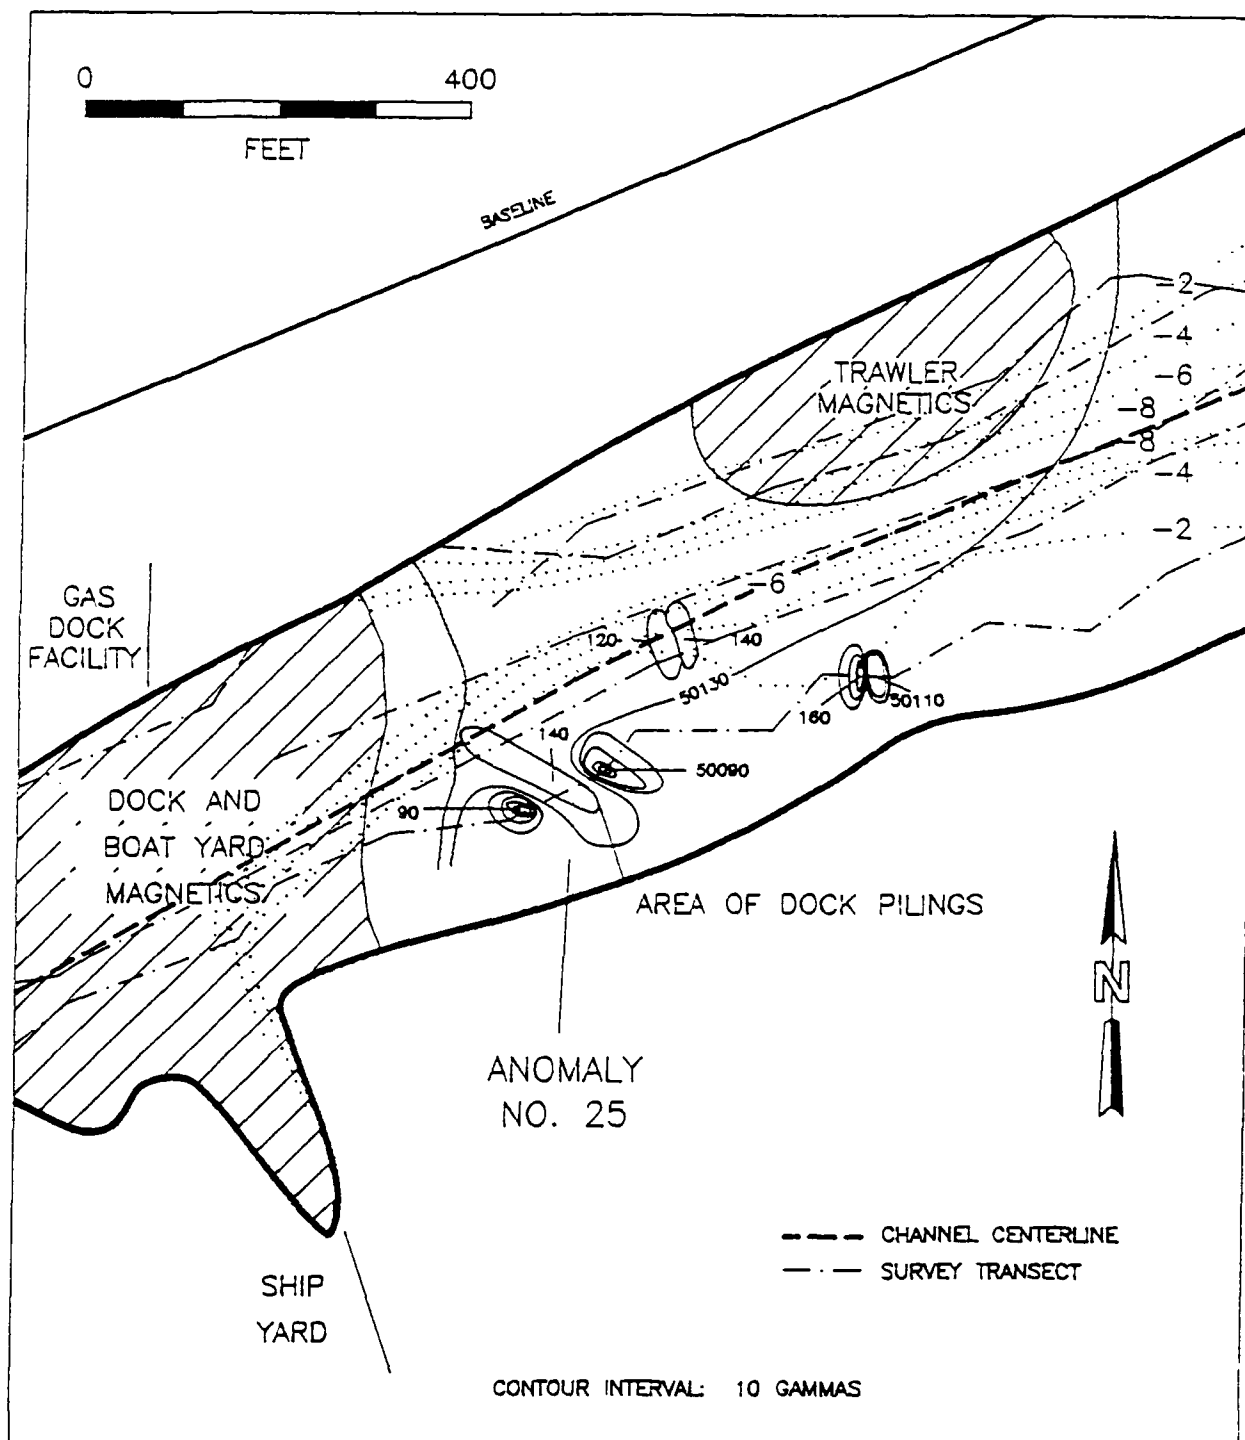 0 400
FEET
BASELINE
-2
-4
-6
-8
-8
-4
-2
TRAWLER
MAGNETICS
-6
GAS
DOCK
FACILITY
120
140
50130
160
50110
140
50090
90
DOCK AND
BOAT YARD
MAGNETICS
AREA OF DOCK PILINGS
N
ANOMALY
NO. 25
CHANNEL CENTERLINE
SURVEY TRANSECT
SHIP
YARD
CONTOUR INTERVAL: 10 GAMMAS